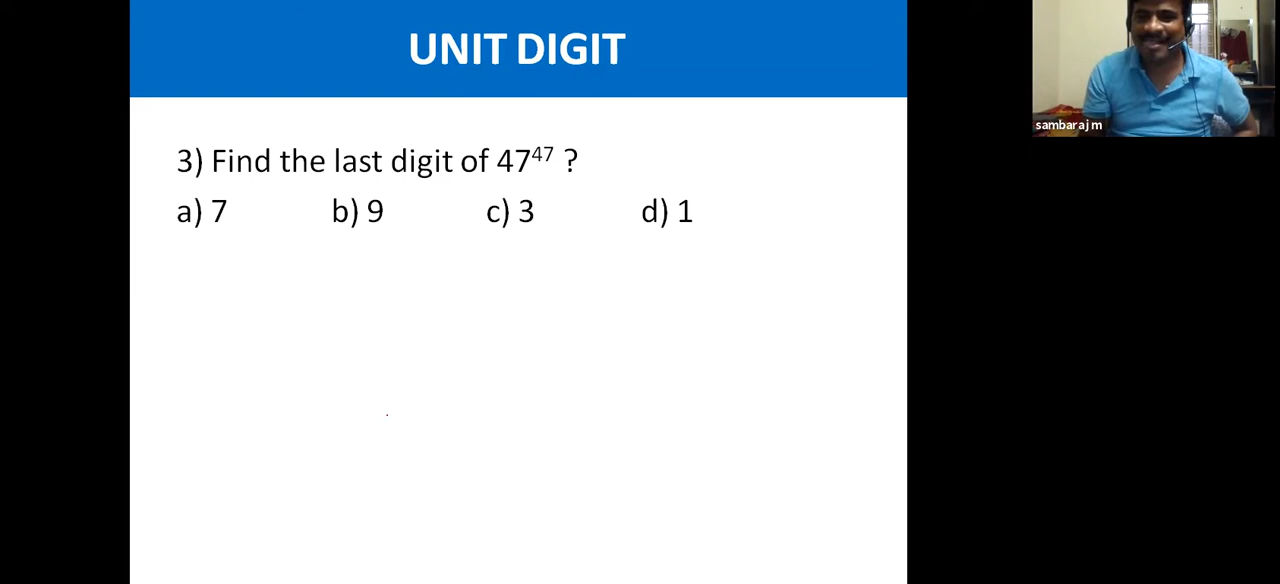 UNIT DIGIT
sambaraj m
3) Find the last digit of 47⁴⁷ ?
a) 7 b) 9 c) 3 d) 1